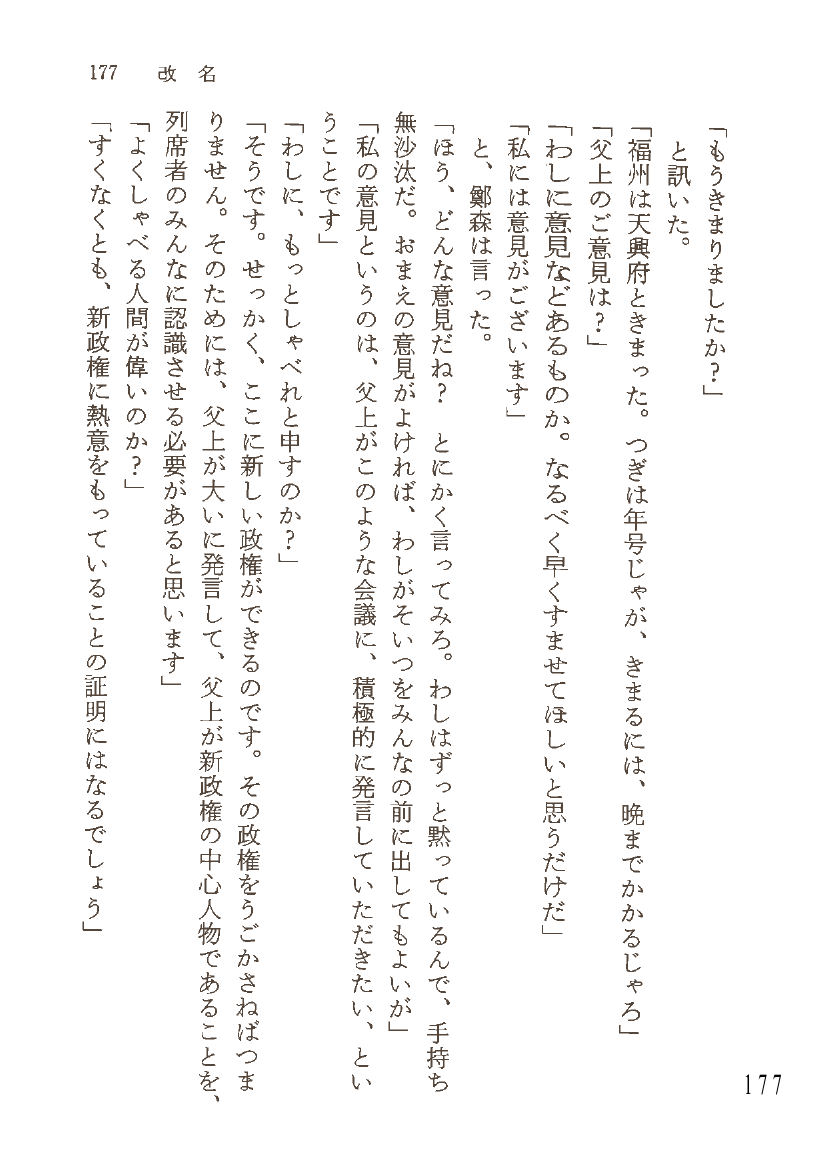 177 改名
「もうきまりましたか?」
と訊いた。
「福州は天興府ときまった。つぎは年号じゃが、きまるには、晩までかかるじゃろ」
「父上のご意見は?」
「わしに意見などあるものか。なるべく早くすませてほしいと思うだけだ」
「私には意見がございます」
と、鄭森は言った。
「ほう、どんな意見だね? とにかく言ってみろ。わしはずっと黙っているんで、手持ち
無沙汰だ。おまえの意見がよければ、わしがそいつをみんなの前に出してもよいが」
「私の意見というのは、父上がこのような会議に、積極的に発言していただきたい、とい
うことです」
「わしに、もっとしゃべれと申すのか?」
「そうです。せっかく、ここに新しい政権ができるのです。その政権をうごかさねばつま
りません。そのためには、父上が大いに発言して、父上が新政権の中心人物であることを、
列席者のみんなに認識させる必要があると思います」
「よくしゃべる人間が偉いのか?」
「すくなくとも、新政権に熱意をもっていることの証明にはなるでしょう」
177